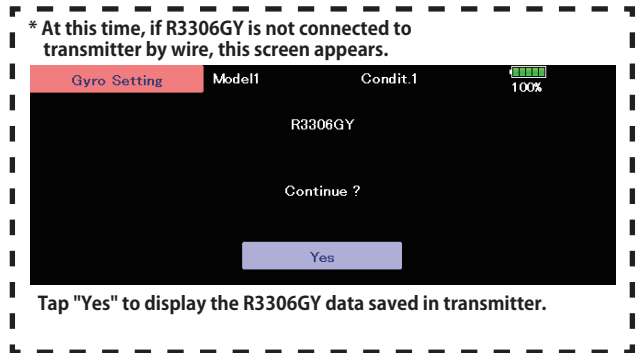 * At this time, if R3306GY is not connected to
transmitter by wire, this screen appears.
Gyro Setting Model1 Condit.1 100%
R3306GY
Continue ?
Yes
Tap "Yes" to display the R3306GY data saved in transmitter.